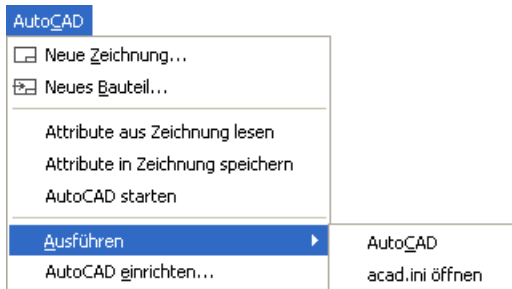 AutoCAD
Neue Zeichnung...
Neues Bauteil...
Attribute aus Zeichnung lesen
Attribute in Zeichnung speichern
AutoCAD starten
Ausführen
AutoCAD
AutoCAD einrichten...
acad.ini öffnen